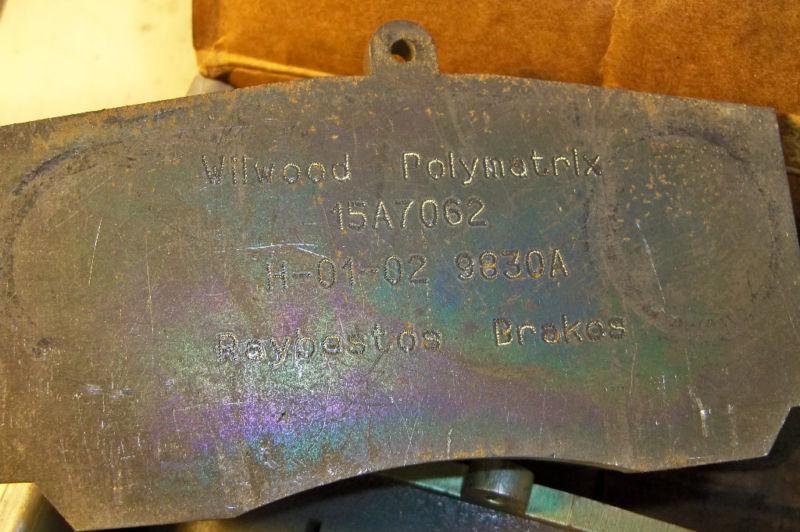 Wilwood Polymatrix
15A7062
H-01-02 9830A
Raybestos Brakes